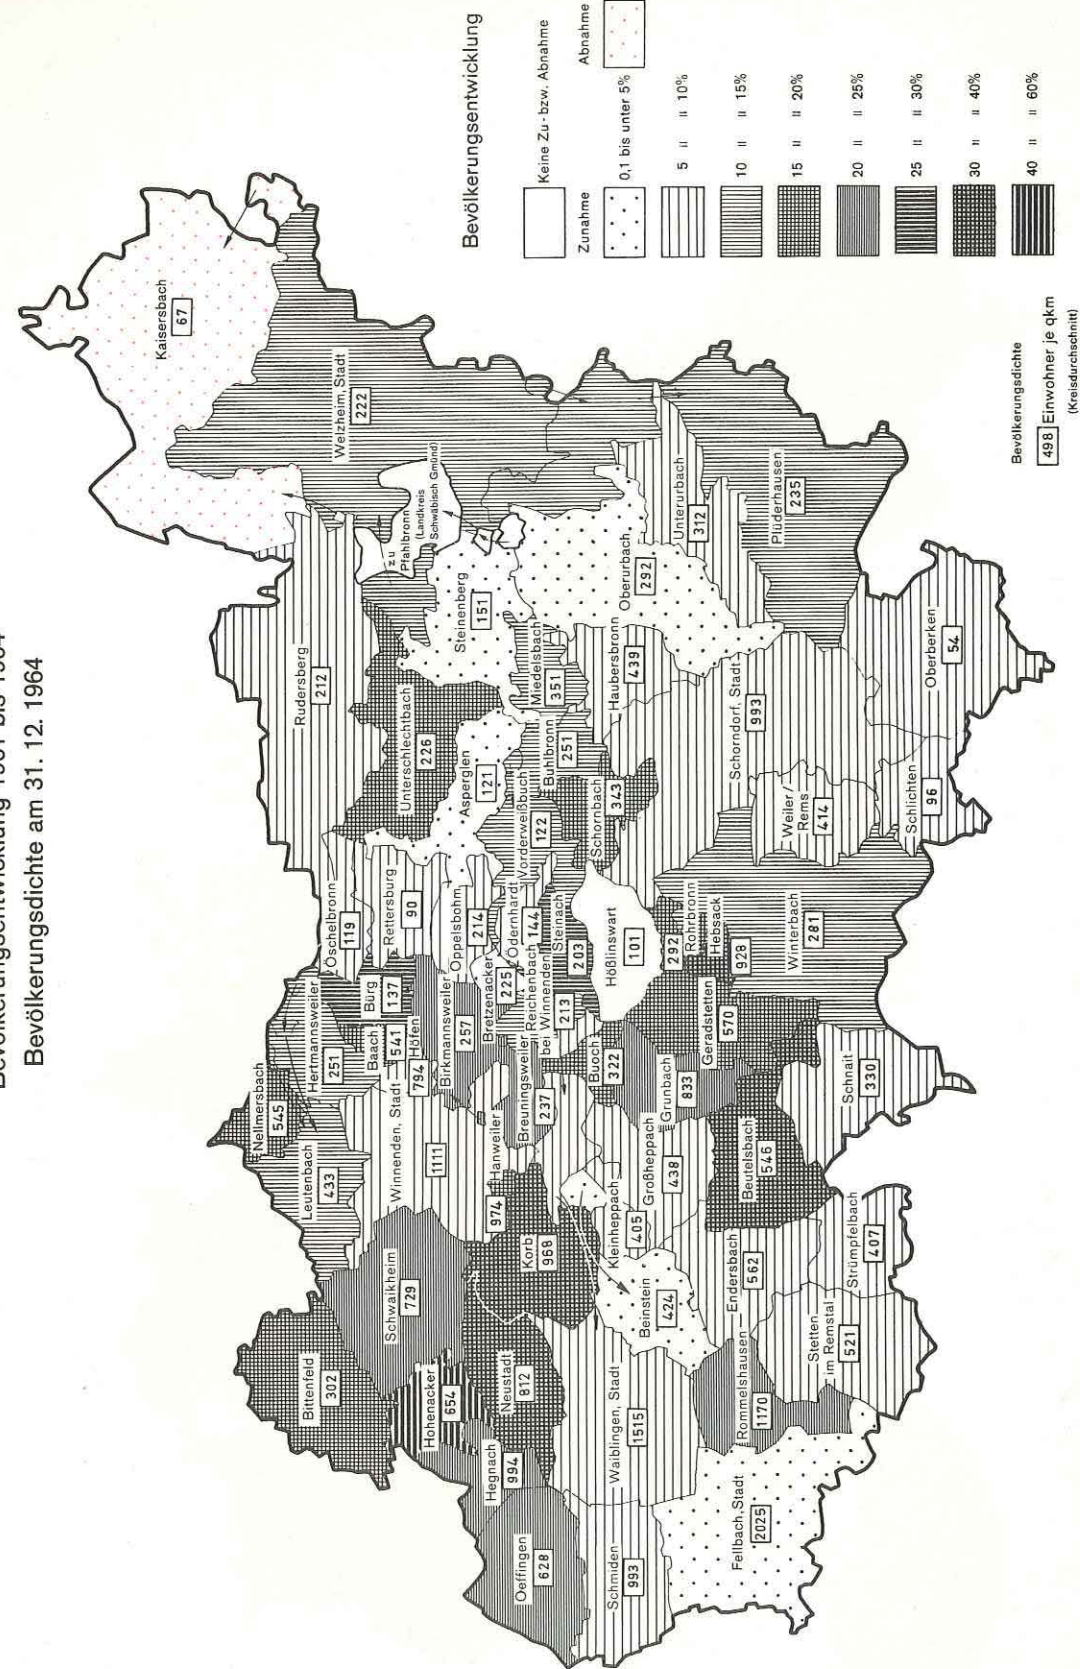 Bevölkerungsentwicklung 1961 bis 1964
Bevölkerungsdichte am 31. 12. 1964
Bevölkerungsentwicklung
Keine Zu- bzw. Abnahme
Zunahme
Abnahme
0,1 bis unter 5%
5 " " 10%
10 " " 15%
15 " " 20%
20 " " 25%
25 " " 30%
30 " " 40%
40 " " 60%
Bevölkerungsdichte
498 Einwohner je qkm
(Kreisdurchschnitt)
Kaisersbach
67
Welzheim, Stadt
222
zu
Pfahlbronn
(Landkreis
Schwäbisch Gmünd)
Rudersberg
212
Unterschlechtbach
226
Steinenberg
151
Asperglen
121
Miedelsbach
351
Oberurbach
292
Unterurbach
312
Plüderhausen
235
Haubersbronn
439
Buhlbronn
251
Vorderweißbuch
122
Schornbach
343
Schorndorf, Stadt
993
Oberberken
54
Schlichten
96
Weiler/
Rems
414
Winterbach
281
Öschelbronn
119
Rettersburg
90
Oppelsbohm
214
Ödernhardt
144
Steinach
203
Hößlinswart
101
Rohrbronn
292
Hebsack
928
Nellmersbach
545
Hertmannsweiler
251
Bürg
137
Baach
541
Höfen
794
Birkmannsweiler
257
Bretzenacker
225
Reichenbach
bei Winnenden
213
Buoch
322
Geradstetten
570
Grunbach
833
Schnait
330
Leutenbach
433
Winnenden, Stadt
1111
Breuningsweiler
237
Hanweiler
974
Großheppach
438
Beutelsbach
546
Kleinheppach
405
Korb
968
Schwaikheim
729
Bittenfeld
302
Hohenacker
654
Neustadt
812
Beinstein
424
Endersbach
562
Strümpfelbach
407
Stetten
im Remstal
521
Rommelshausen
1170
Waiblingen, Stadt
1515
Hegnach
994
Oeffingen
628
Schmiden
993
Fellbach, Stadt
2025